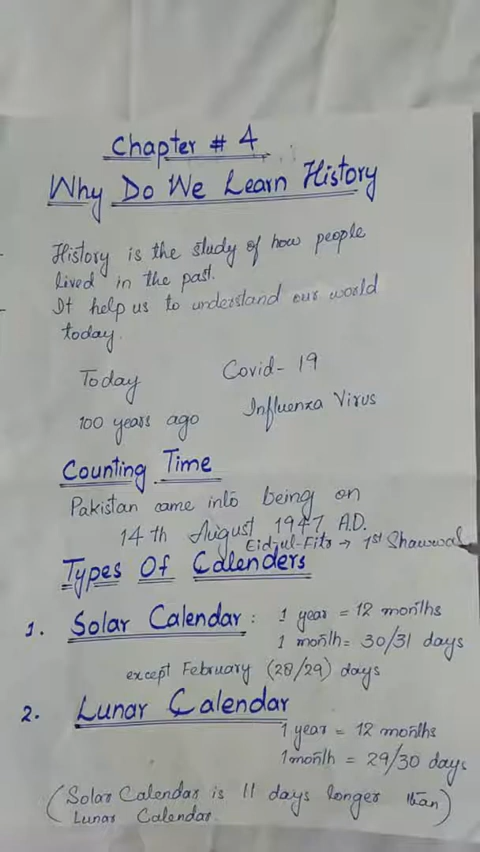 Chapter # 4
Why Do We Learn History
History is the study of how people
lived in the past.
It help us to understand our world
today.
Today Covid-19
100 years ago Influenza Virus
Counting Time
Pakistan came into being on
14th August 1947 A.D.
Eid-ul-Fitr → 1st Shawwal
Types Of Calenders
1. Solar Calendar: 1 year = 12 months
1 month = 30/31 days
except February (28/29) days
2. Lunar Calendar
1 year = 12 months
1 month = 29/30 days
(Solar Calendar is 11 days longer than)
Lunar Calendar.